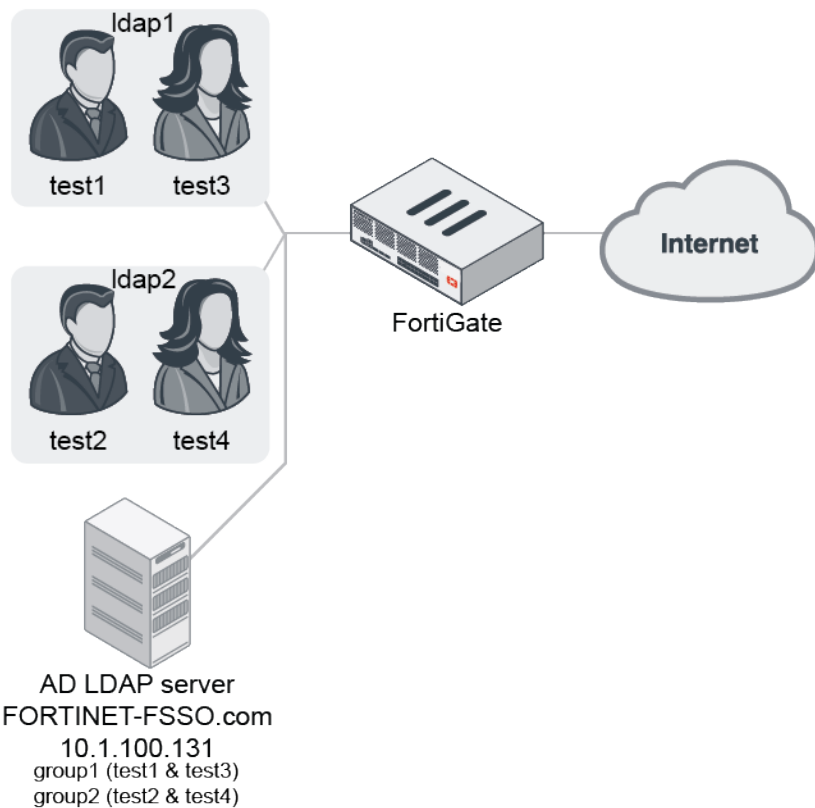 ldap1
test1 test3
ldap2
test2 test4
FortiGate
Internet
AD LDAP server
FORTINET-FSSO.com
10.1.100.131
group1 (test1 & test3)
group2 (test2 & test4)